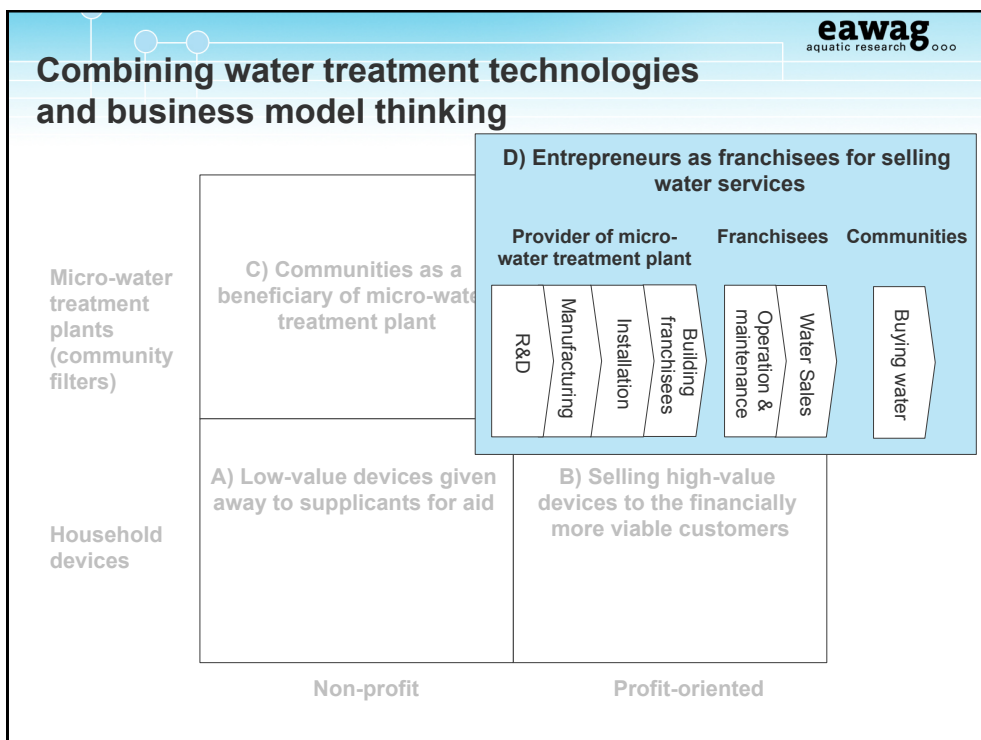 eawag
aquatic research
Combining water treatment technologies
and business model thinking
D) Entrepreneurs as franchisees for selling
water services
Provider of micro-
water treatment plant
Franchisees
Communities
R&D
Manufacturing
Installation
Building
franchisees
Operation &
maintenance
Water Sales
Buying water
Micro-water
treatment
plants
(community
filters)
C) Communities as a
beneficiary of micro-wate
treatment plant
Household
devices
A) Low-value devices given
away to supplicants for aid
B) Selling high-value
devices to the financially
more viable customers
Non-profit
Profit-oriented